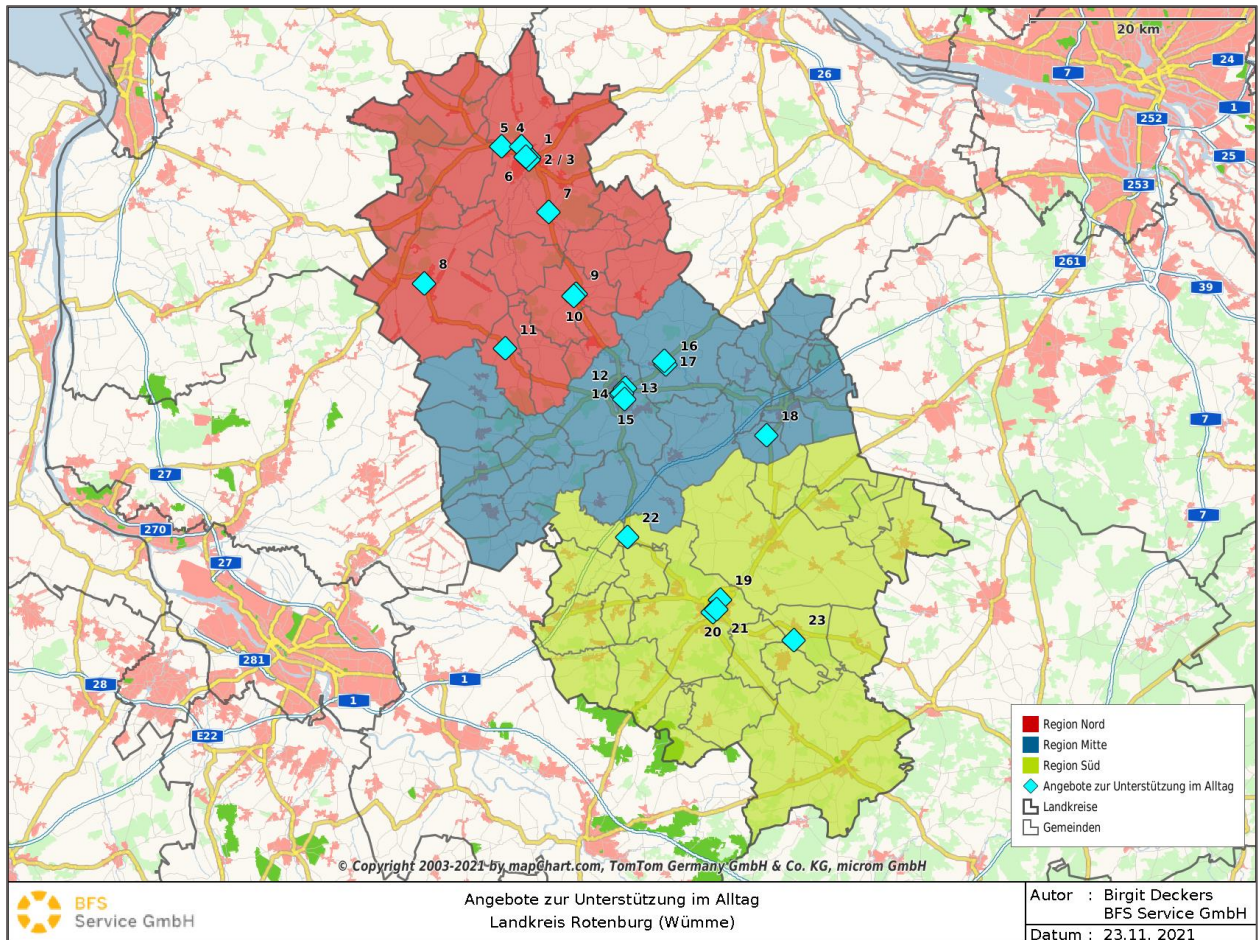 20 km
24
7
26
1
252
25
253
261
39
5 4 1
2 / 3
6
7
8
9
10
11
16
17
12
13
14
15
18
7
27
270
27
7
22
19
20 21
23
281
28
1
1
E22
Region Nord
Region Mitte
Region Süd
Angebote zur Unterstützung im Alltag
Landkreise
Gemeinden
© Copyright 2003-2021 by mapChart.com, TomTom Germany GmbH & Co. KG, microm GmbH
BFS
Service GmbH
Angebote zur Unterstützung im Alltag
Landkreis Rotenburg (Wümme)
Autor : Birgit Deckers
BFS Service GmbH
Datum : 23.11. 2021